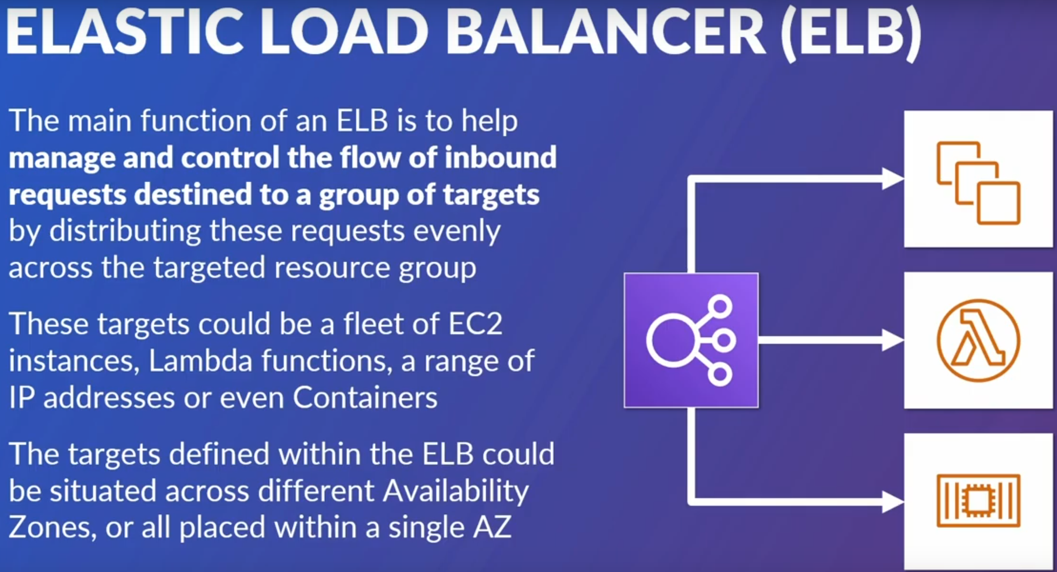 ELASTIC LOAD BALANCER (ELB)
The main function of an ELB is to help
manage and control the flow of inbound
requests destined to a group of targets
by distributing these requests evenly
across the targeted resource group
These targets could be a fleet of EC2
instances, Lambda functions, a range of
IP addresses or even Containers
The targets defined within the ELB could
be situated across different Availability
Zones, or all placed within a single AZ